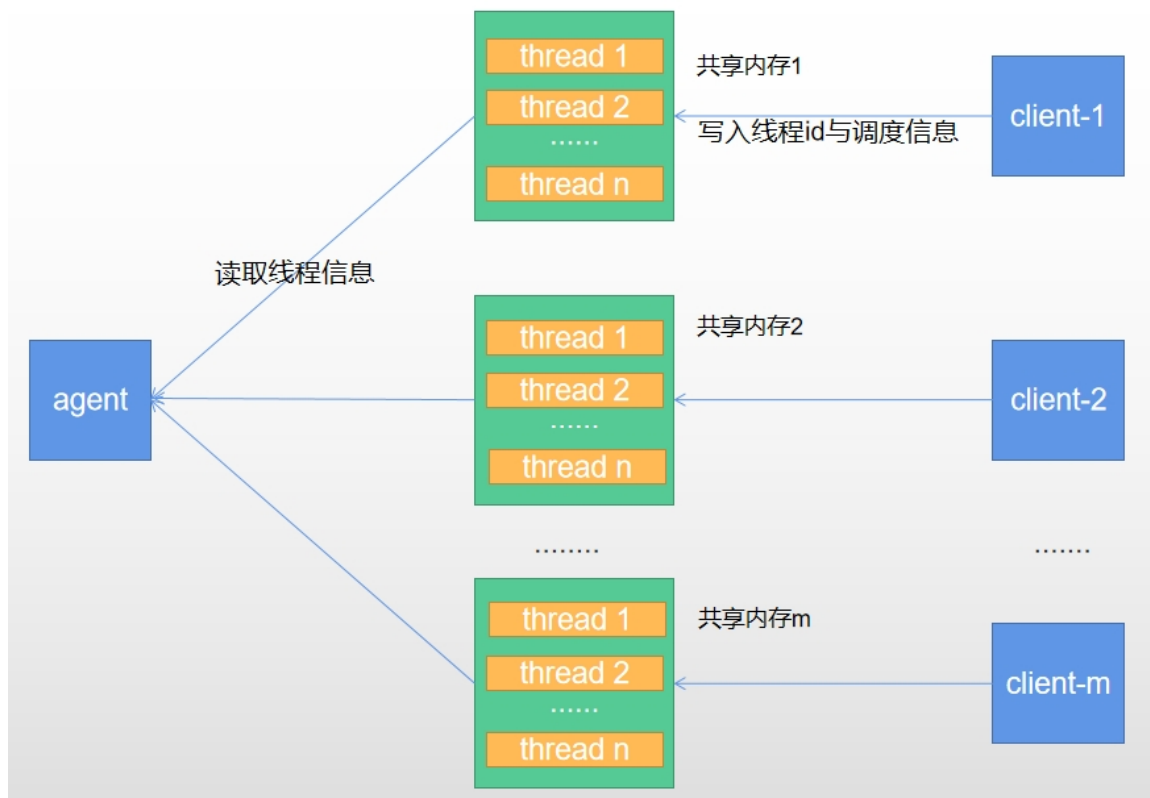 thread 1
共享内存1
thread 2
client-1
写入线程id与调度信息
......
thread n
读取线程信息
thread 1
共享内存2
agent
thread 2
client-2
......
thread n
........
.......
thread 1
共享内存m
thread 2
client-m
......
thread n